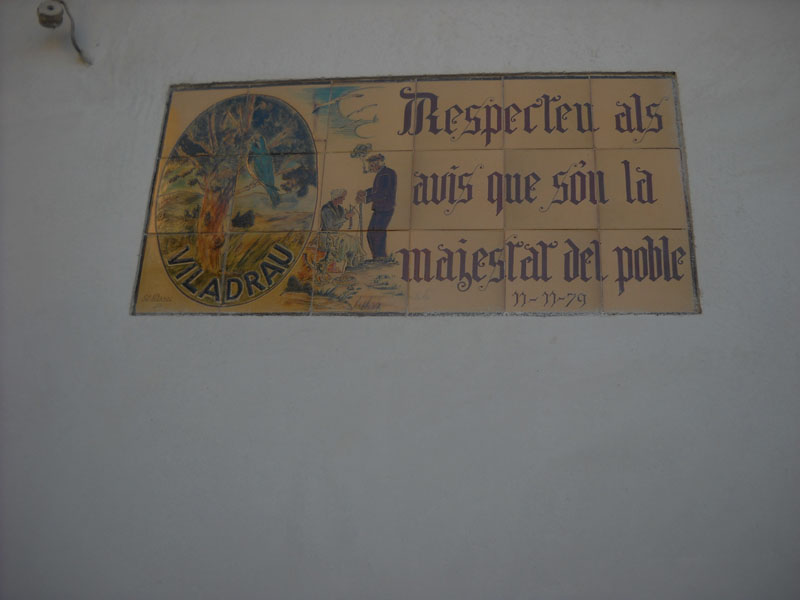 VILADRAU
Respecteu als
avis que són la
majestat del poble
11-11-79